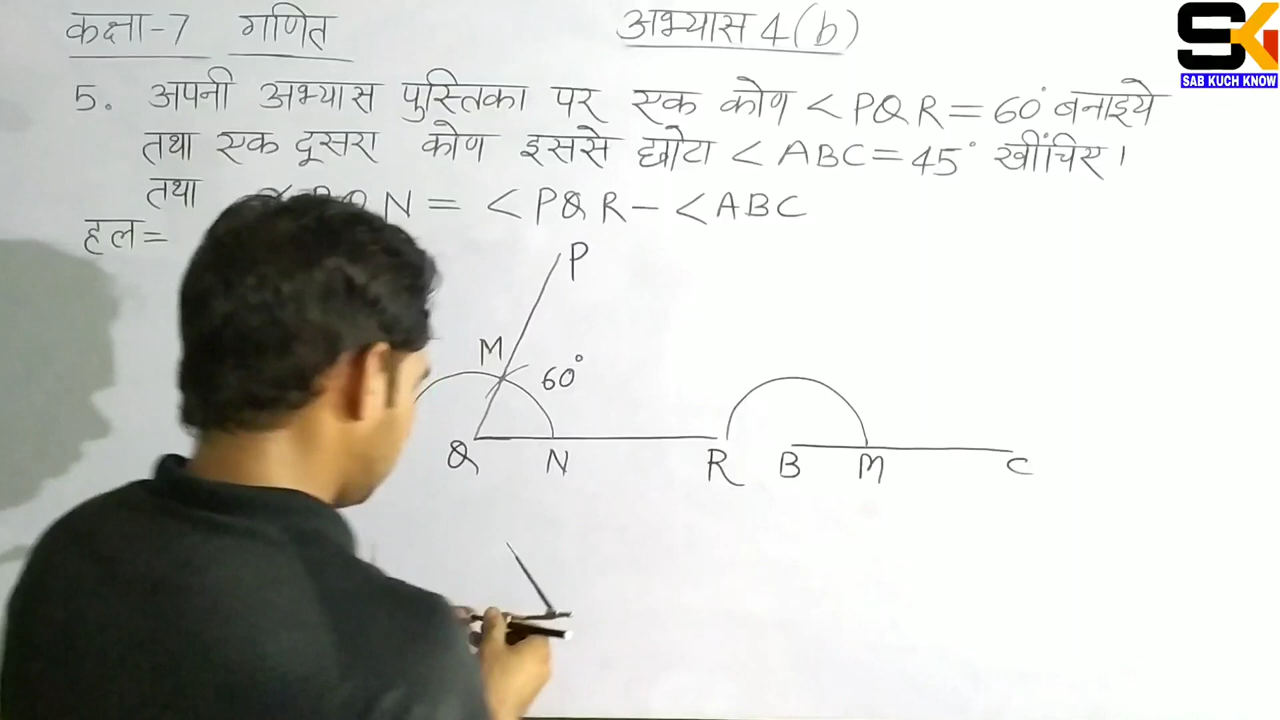 कक्षा-7 गणित अभ्यास 4(b)
SK
SAB KUCH KNOW
5. अपनी अभ्यास पुस्तिका पर एक कोण <PQR=60° बनाइये
तथा एक दूसरा कोण इससे छोटा <ABC=45° खींचिए।
तथा N = <PQR-<ABC
हल=
P
M 60°
Q N R B M C